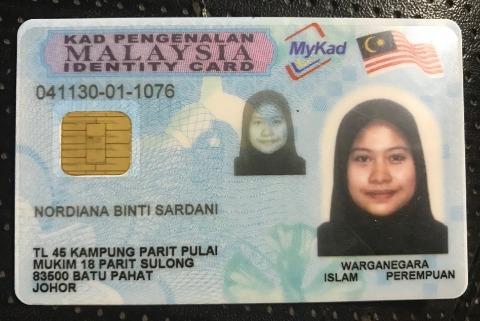 KAD PENGENALAN
MALAYSIA
IDENTITY CARD
MyKad
041130-01-1076
NORDIANA BINTI SARDANI
TL 45 KAMPUNG PARIT PULAI
MUKIM 18 PARIT SULONG
83500 BATU PAHAT
JOHOR
WARGANEGARA
ISLAM PEREMPUAN